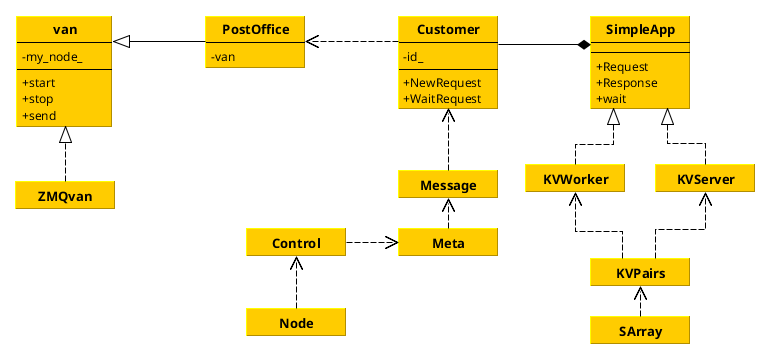 van
-my_node_
+start
+stop
+send
PostOffice
-van
Customer
-id_
+NewRequest
+WaitRequest
SimpleApp
+Request
+Response
+wait
ZMQvan
Message
KVWorker
KVServer
Control
Meta
KVPairs
Node
SArray